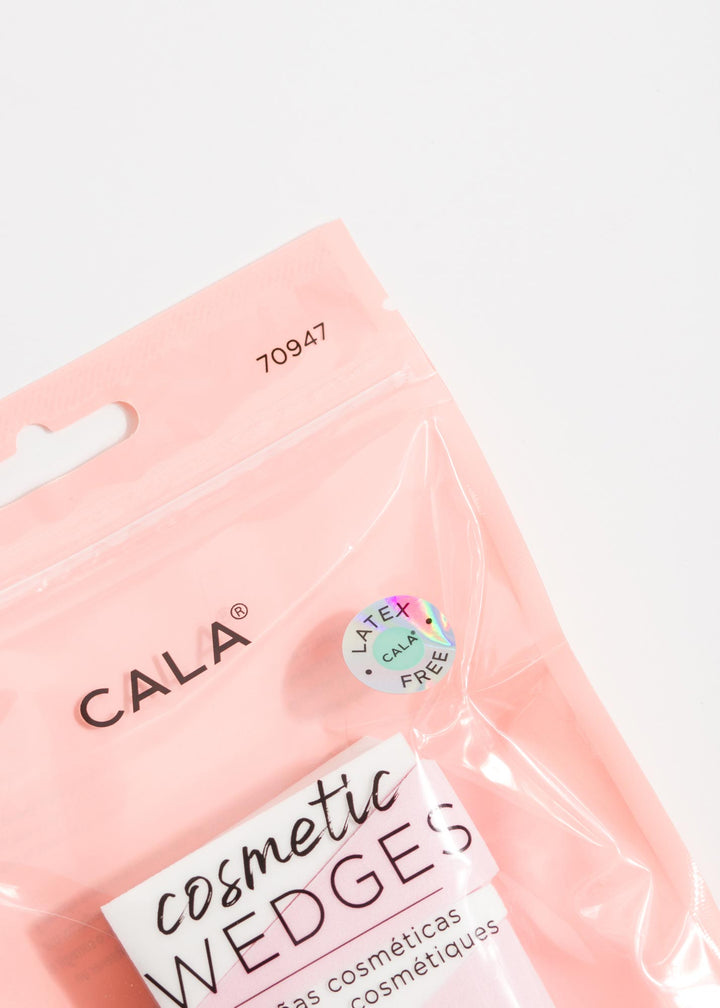 70947
CALA®
LATEX
CALA®
FREE
cosmetic
WEDGES
cosméticas
cosmétiques